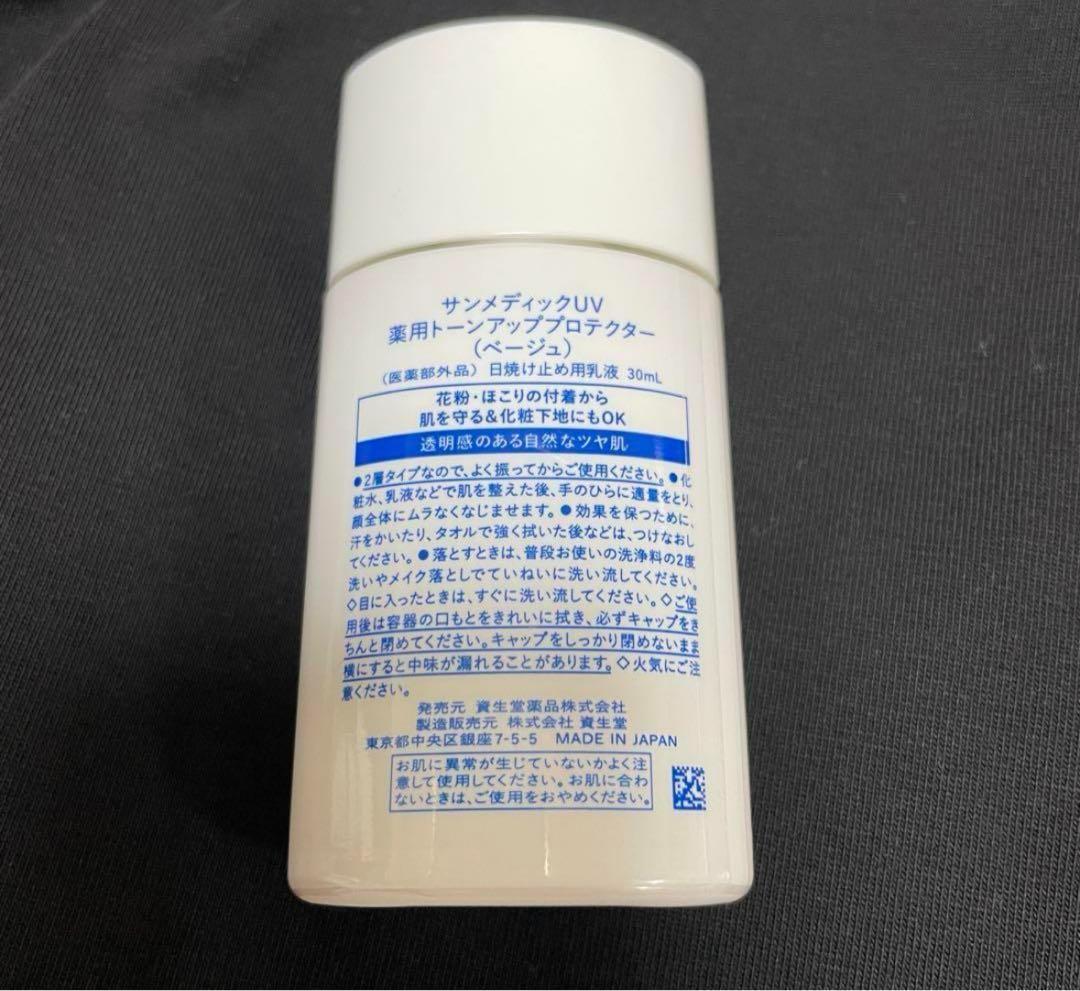 サンメディックUV
薬用トーンアッププロテクター
(ベージュ)
(医薬部外品) 日焼け止め用乳液 30mL
花粉・ほこりの付着から
肌を守る&化粧下地にもOK
透明感のある自然なツヤ肌
●2層タイプなので、よく振ってからご使用ください。●化
粧水、乳液などで肌を整えた後、手のひらに適量をとり、
顔全体にムラなくなじませます。●効果を保つために、
汗をかいたり、タオルで強く拭いた後などは、つけなおし
てください。●落とすときは、普段お使いの洗浄料の2度
洗いやメイク落としでていねいに洗い流してください。
◇目に入ったときは、すぐに洗い流してください。◇ご使
用後は容器の口もとをきれいに拭き、必ずキャップをき
ちんと閉めてください。キャップをしっかり閉めないまま
横にすると中味が漏れることがあります。◇火気にご注
意ください。
発売元 資生堂薬品株式会社
製造販売元 株式会社 資生堂
東京都中央区銀座7-5-5 MADE IN JAPAN
お肌に異常が生じていないかよく注
意して使用してください。お肌に合わ
ないときは、ご使用をおやめください。